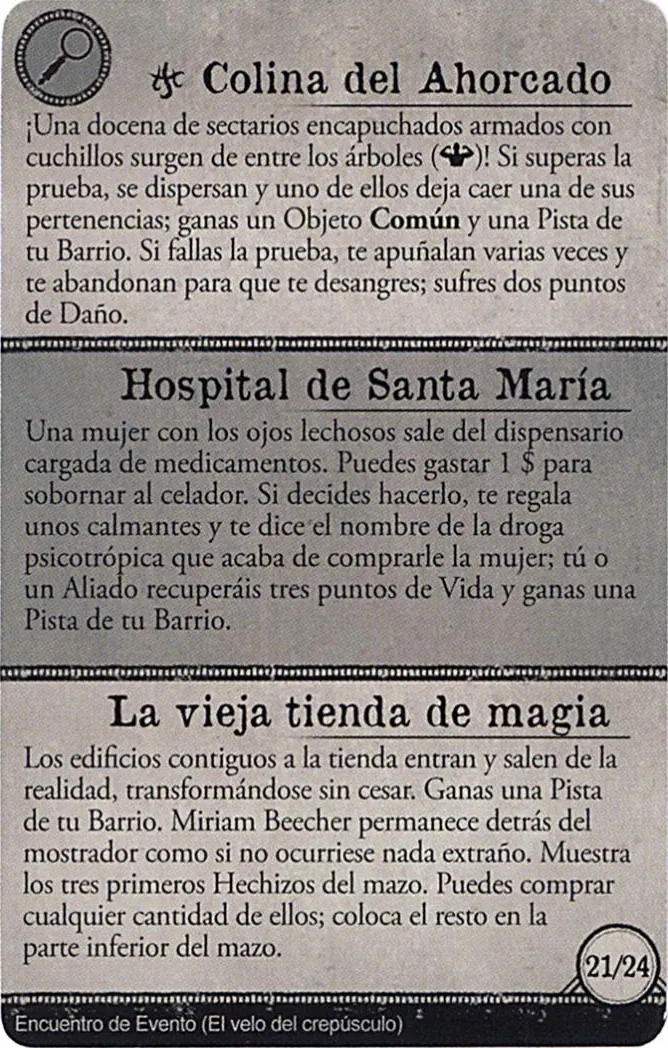 Colina del Ahorcado
¡Una docena de sectarios encapuchados armados con
cuchillos surgen de entre los árboles ( )! Si superas la
prueba, se dispersan y uno de ellos deja caer una de sus
pertenencias; ganas un Objeto Común y una Pista de
tu Barrio. Si fallas la prueba, te apuñalan varias veces y
te abandonan para que te desangres; sufres dos puntos
de Daño.
Hospital de Santa María
Una mujer con los ojos lechosos sale del dispensario
cargada de medicamentos. Puedes gastar 1 $ para
sobornar al celador. Si decides hacerlo, te regala
unos calmantes y te dice el nombre de la droga
psicotrópica que acaba de comprarle la mujer; tú o
un Aliado recuperáis tres puntos de Vida y ganas una
Pista de tu Barrio.
La vieja tienda de magia
Los edificios contiguos a la tienda entran y salen de la
realidad, transformándose sin cesar. Ganas una Pista
de tu Barrio. Miriam Beecher permanece detrás del
mostrador como si no ocurriese nada extraño. Muestra
los tres primeros Hechizos del mazo. Puedes comprar
cualquier cantidad de ellos; coloca el resto en la
parte inferior del mazo.
21/24
Encuentro de Evento (El velo del crepúsculo)